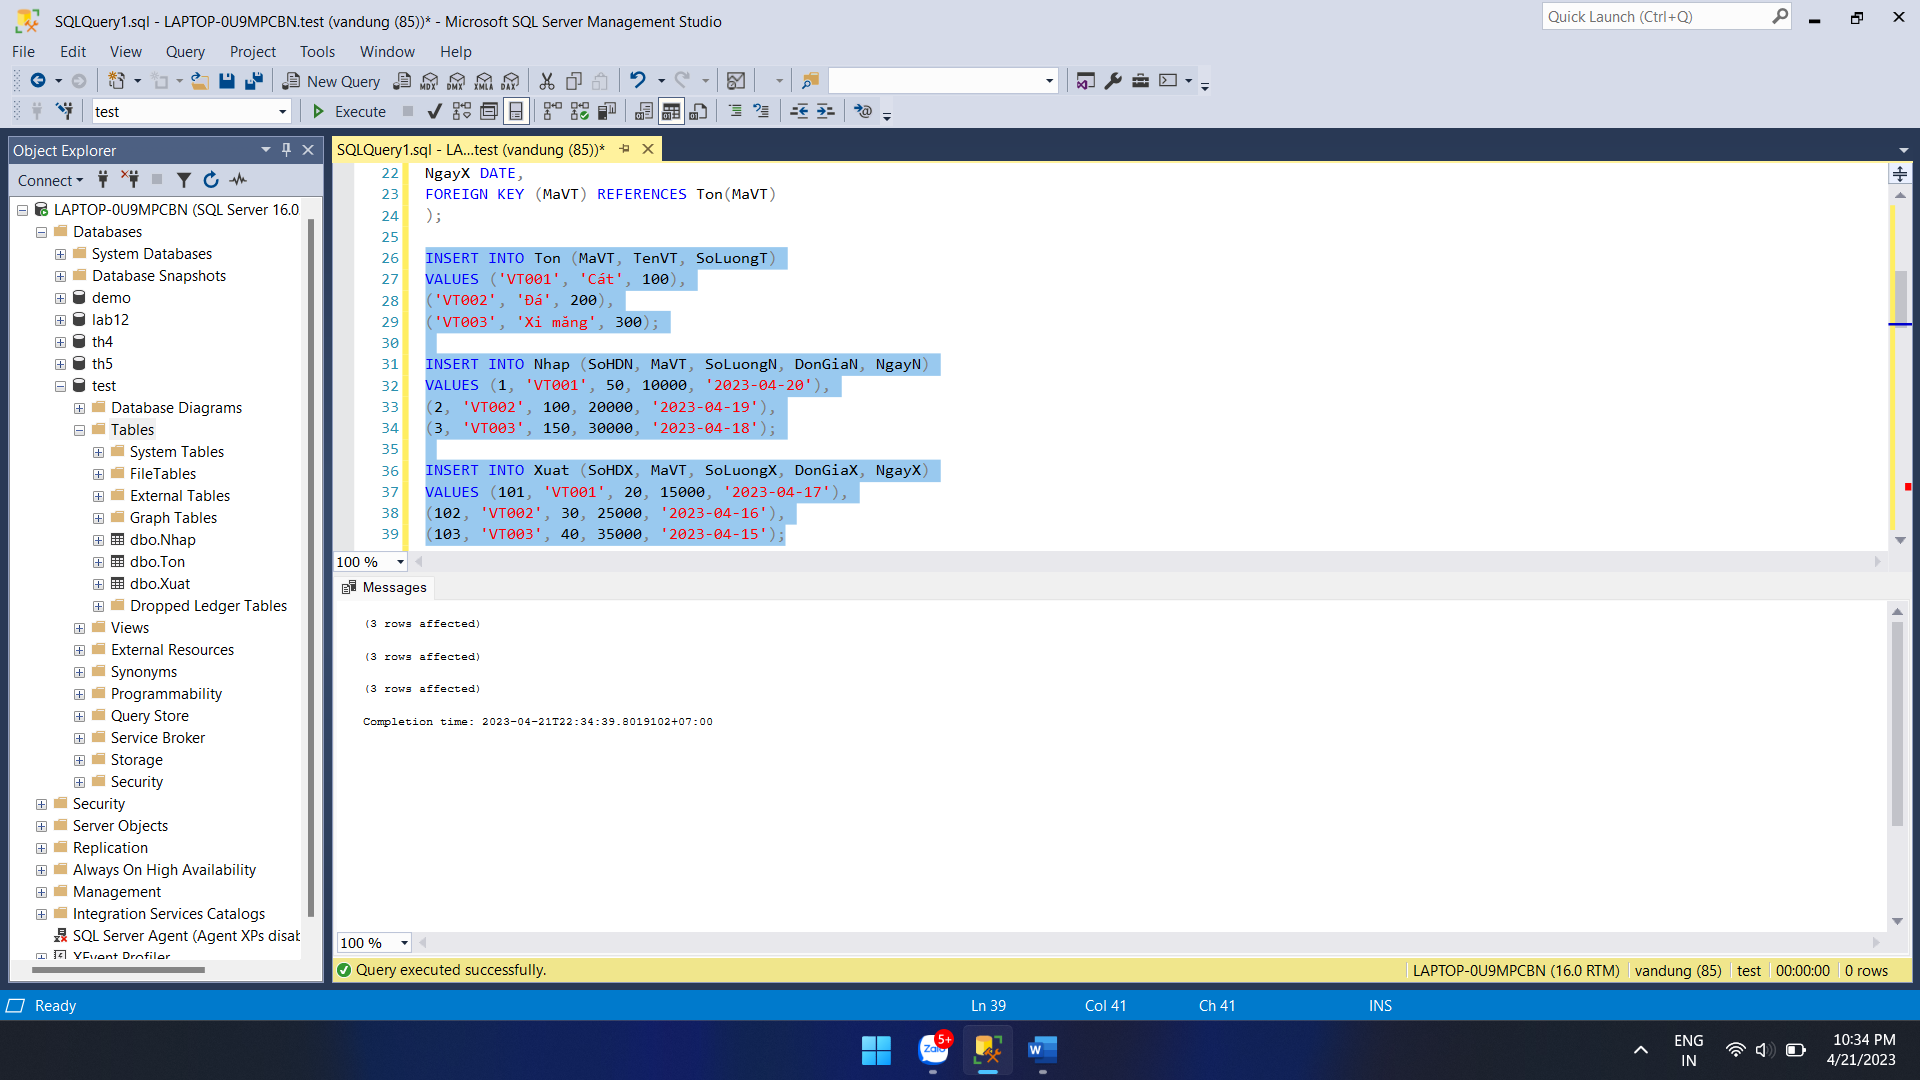 SQLQuery1.sql - LAPTOP-0U9MPCBN.test (vandung (85))* - Microsoft SQL Server Management Studio
Quick Launch (Ctrl+Q)
File Edit View Query Project Tools Window Help
New Query MDX DMX XMLA DAX
test Execute
Object Explorer
Connect
LAPTOP-0U9MPCBN (SQL Server 16.0
Databases
System Databases
Database Snapshots
demo
lab12
th4
th5
test
Database Diagrams
Tables
System Tables
FileTables
External Tables
Graph Tables
dbo.Nhap
dbo.Ton
dbo.Xuat
Dropped Ledger Tables
Views
External Resources
Synonyms
Programmability
Query Store
Service Broker
Storage
Security
Security
Server Objects
Replication
Always On High Availability
Management
Integration Services Catalogs
SQL Server Agent (Agent XPs disab
XEvent Profiler
SQLQuery1.sql - LA...test (vandung (85))*
22 NgayX DATE,
23 FOREIGN KEY (MaVT) REFERENCES Ton(MaVT)
24 );
25
26 INSERT INTO Ton (MaVT, TenVT, SoLuongT)
27 VALUES ('VT001', 'Cát', 100),
28 ('VT002', 'Đá', 200),
29 ('VT003', 'Xi măng', 300);
30
31 INSERT INTO Nhap (SoHDN, MaVT, SoLuongN, DonGiaN, NgayN)
32 VALUES (1, 'VT001', 50, 10000, '2023-04-20'),
33 (2, 'VT002', 100, 20000, '2023-04-19'),
34 (3, 'VT003', 150, 30000, '2023-04-18');
35
36 INSERT INTO Xuat (SoHDX, MaVT, SoLuongX, DonGiaX, NgayX)
37 VALUES (101, 'VT001', 20, 15000, '2023-04-17'),
38 (102, 'VT002', 30, 25000, '2023-04-16'),
39 (103, 'VT003', 40, 35000, '2023-04-15');
100 %
Messages
(3 rows affected)
(3 rows affected)
(3 rows affected)
Completion time: 2023-04-21T22:34:39.8019102+07:00
100 %
Query executed successfully. LAPTOP-0U9MPCBN (16.0 RTM) vandung (85) test 00:00:00 0 rows
Ready Ln 39 Col 41 Ch 41 INS
Zalo 5+ W
ENG
IN
10:34 PM
4/21/2023